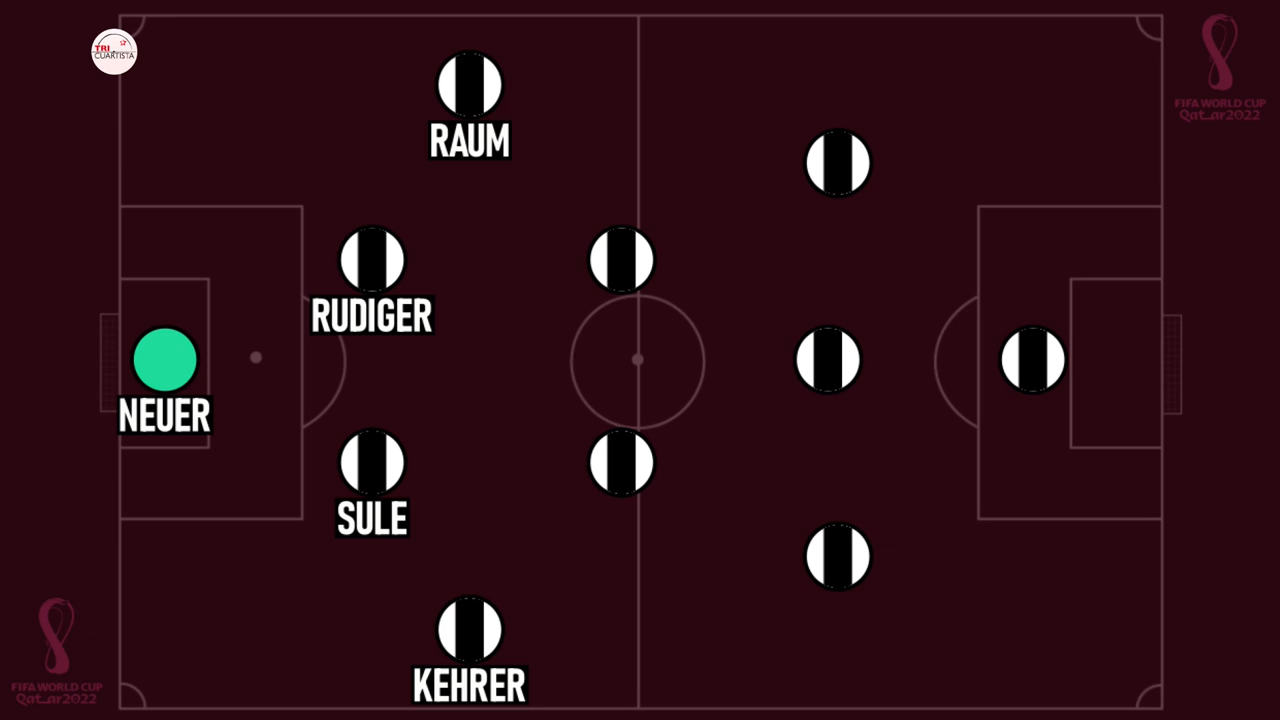 TRI
CUARTISTA
FIFA WORLD CUP
Qatar2022
RAUM
RUDIGER
NEUER
SULE
KEHRER
FIFA WORLD CUP
Qatar2022